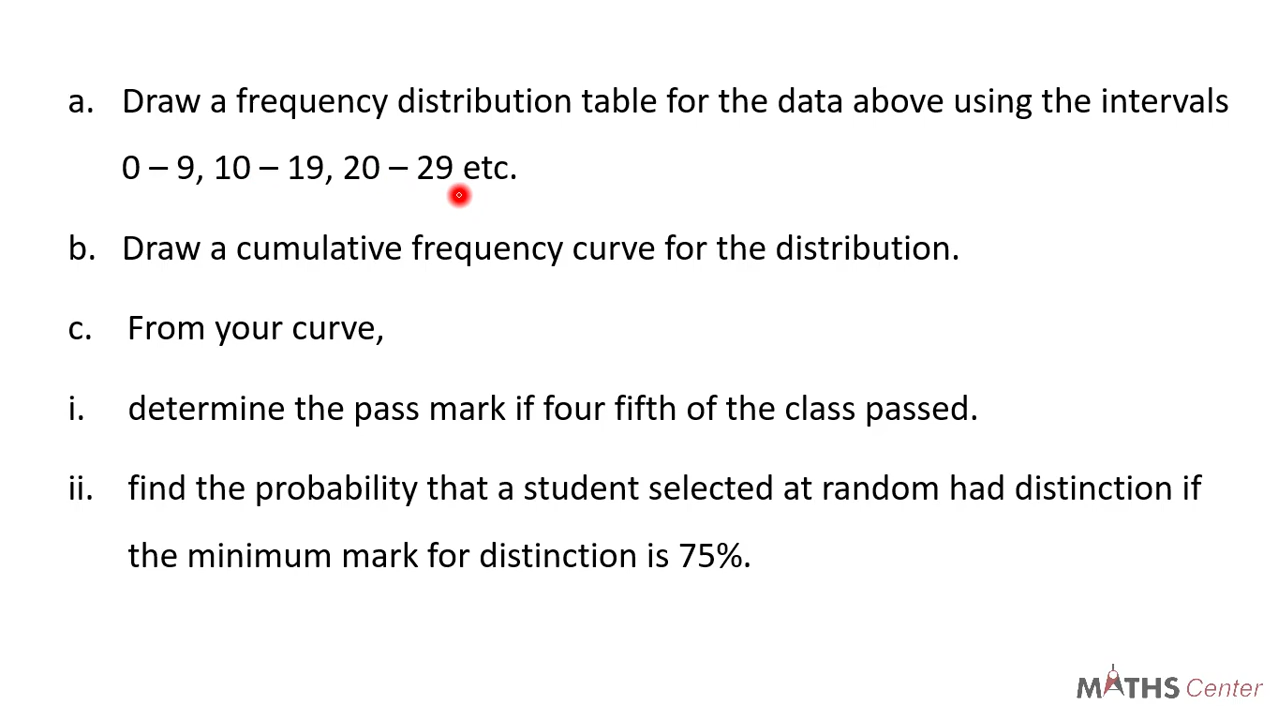 a. Draw a frequency distribution table for the data above using the intervals
0 – 9, 10 – 19, 20 – 29 etc.
b. Draw a cumulative frequency curve for the distribution.
c. From your curve,
i. determine the pass mark if four fifth of the class passed.
ii. find the probability that a student selected at random had distinction if
the minimum mark for distinction is 75%.
MATHS Center